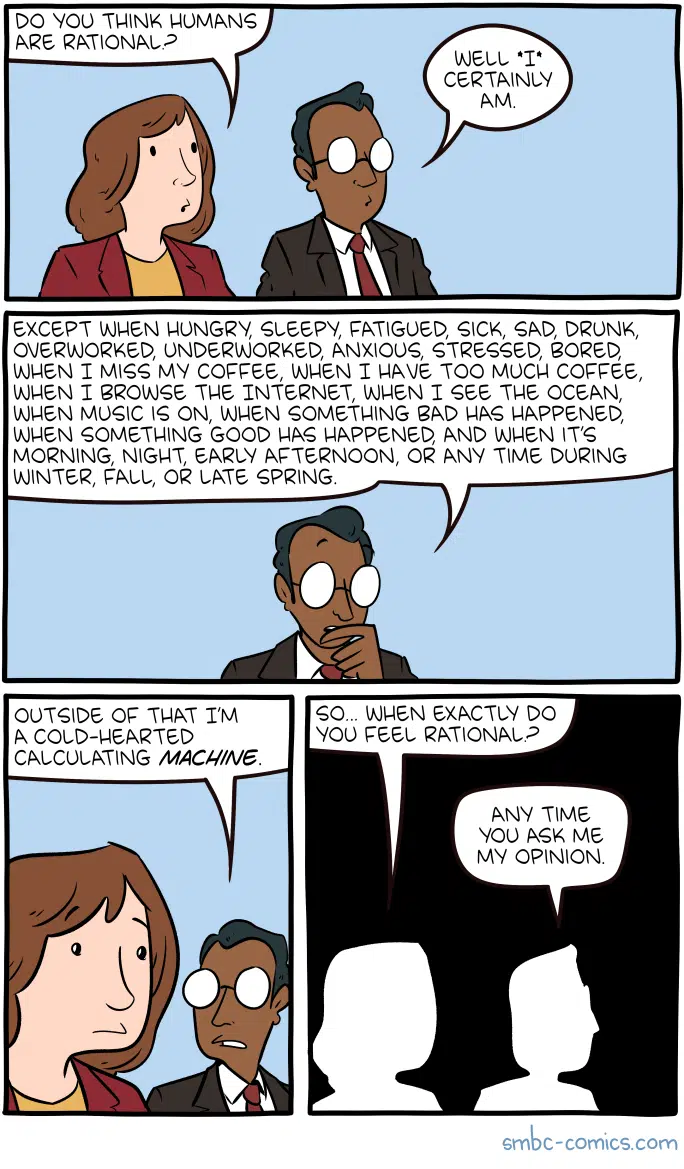 DO YOU THINK HUMANS
ARE RATIONAL?
WELL *I*
CERTAINLY
AM.
EXCEPT WHEN HUNGRY, SLEEPY, FATIGUED, SICK, SAD, DRUNK,
OVERWORKED, UNDERWORKED, ANXIOUS, STRESSED, BORED,
WHEN I MISS MY COFFEE, WHEN I HAVE TOO MUCH COFFEE,
WHEN I BROWSE THE INTERNET, WHEN I SEE THE OCEAN,
WHEN MUSIC IS ON, WHEN SOMETHING BAD HAS HAPPENED,
WHEN SOMETHING GOOD HAS HAPPENED, AND WHEN IT'S
MORNING, NIGHT, EARLY AFTERNOON, OR ANY TIME DURING
WINTER, FALL, OR LATE SPRING.
OUTSIDE OF THAT I'M
A COLD-HEARTED
CALCULATING MACHINE.
SO... WHEN EXACTLY DO
YOU FEEL RATIONAL?
ANY TIME
YOU ASK ME
MY OPINION.
smbc-comics.com